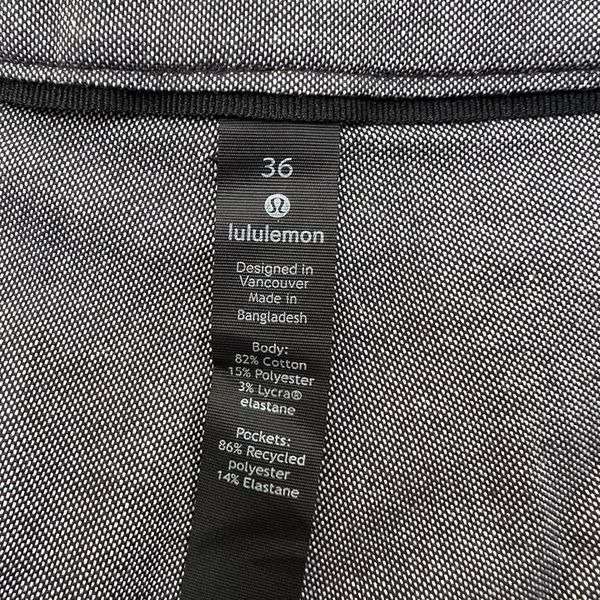 36
lululemon
Designed in
Vancouver
Made in
Bangladesh
Body:
82% Cotton
15% Polyester
3% Lycra®
elastane
Pockets:
86% Recycled
polyester
14% Elastane